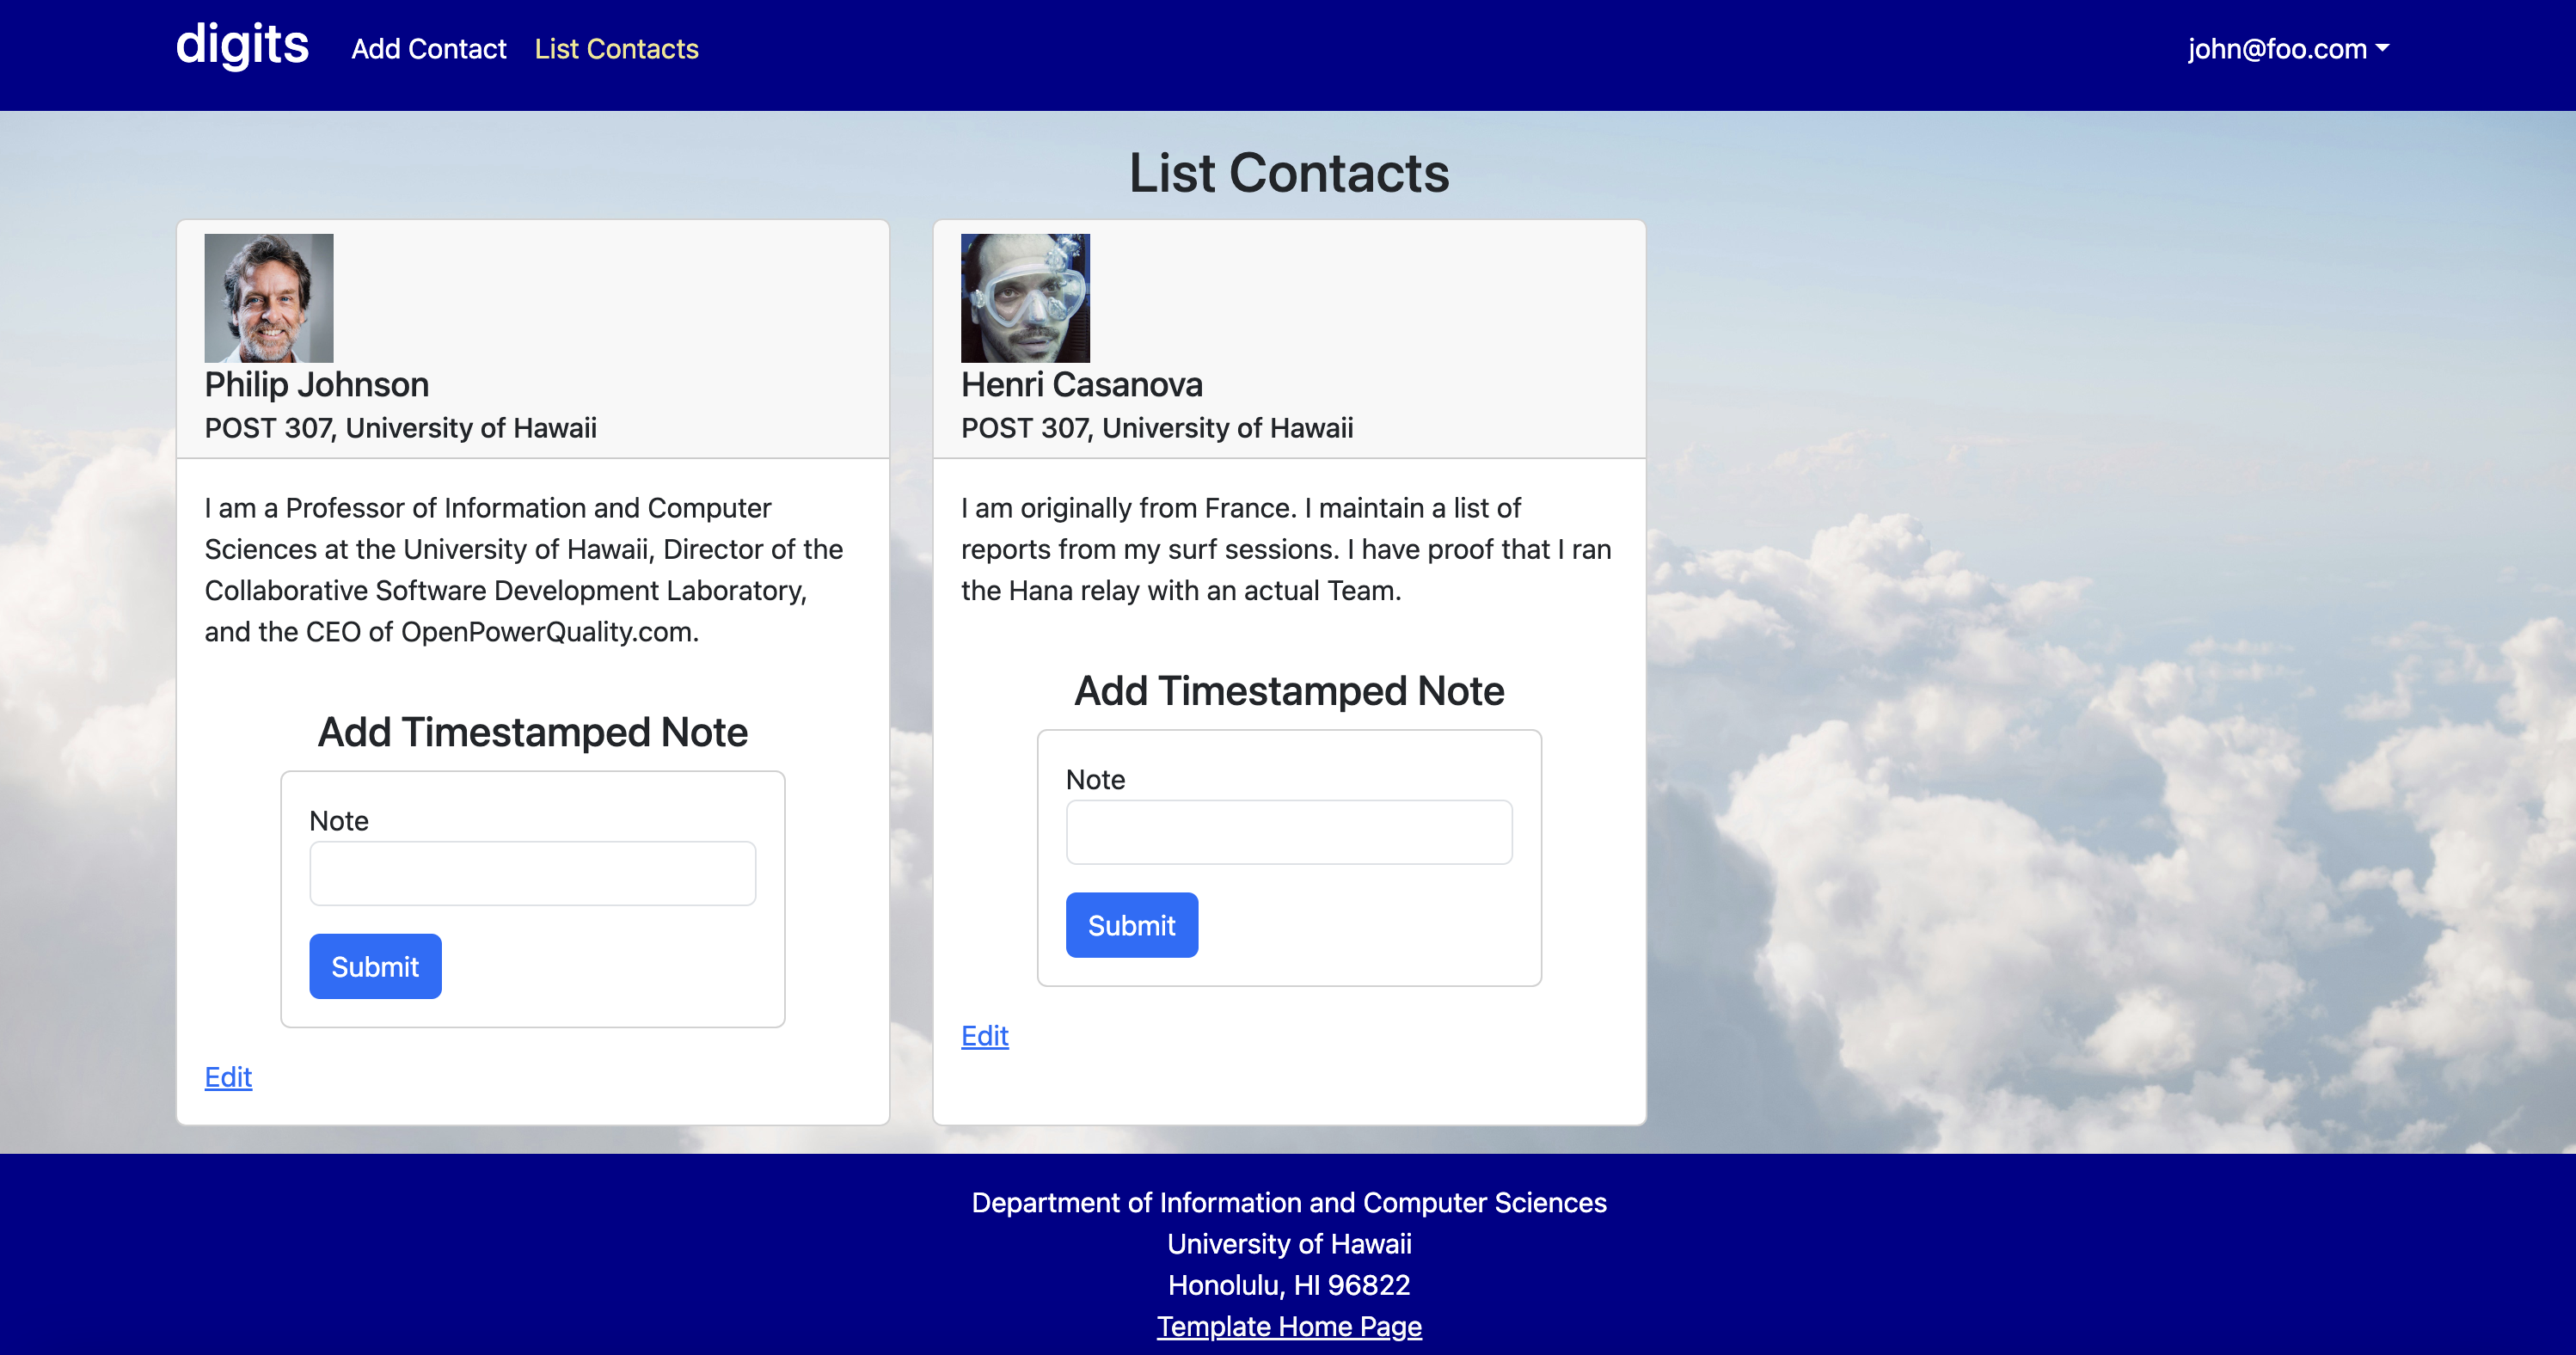 digits Add Contact List Contacts john@foo.com
List Contacts
Philip Johnson
POST 307, University of Hawaii
I am a Professor of Information and Computer
Sciences at the University of Hawaii, Director of the
Collaborative Software Development Laboratory,
and the CEO of OpenPowerQuality.com.
Add Timestamped Note
Note
Submit
Edit
Henri Casanova
POST 307, University of Hawaii
I am originally from France. I maintain a list of
reports from my surf sessions. I have proof that I ran
the Hana relay with an actual Team.
Add Timestamped Note
Note
Submit
Edit
Department of Information and Computer Sciences
University of Hawaii
Honolulu, HI 96822
Template Home Page